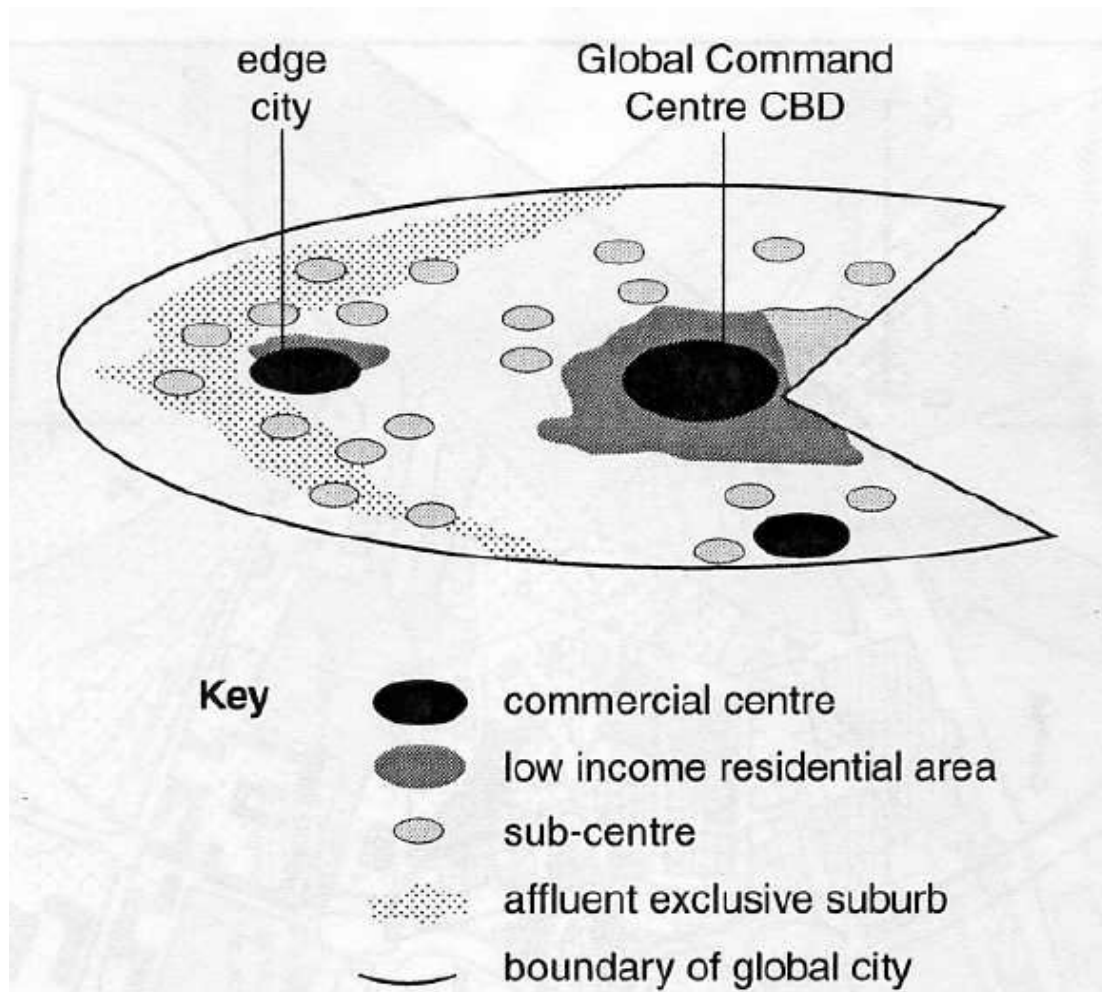 edge
city
Global Command
Centre CBD
Key
commercial centre
low income residential area
sub-centre
affluent exclusive suburb
boundary of global city